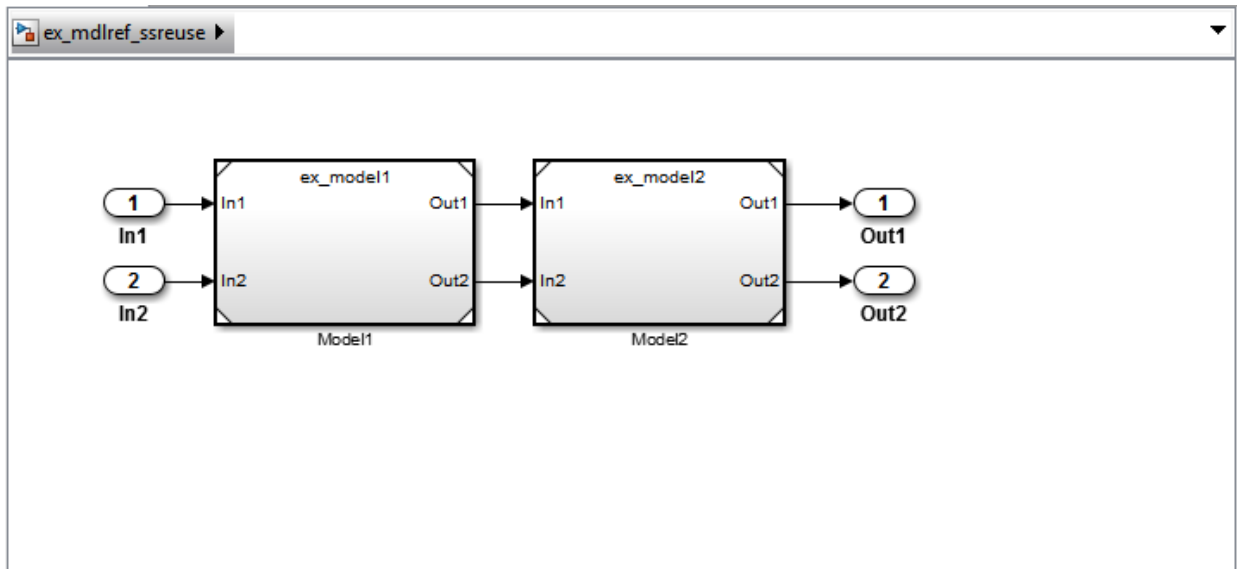 ex_mdlref_ssreuse
ex_model1
ex_model2
1
In1
Out1
In1
Out1
1
In1
Out1
2
In2
Out2
In2
Out2
2
In2
Out2
Model1
Model2